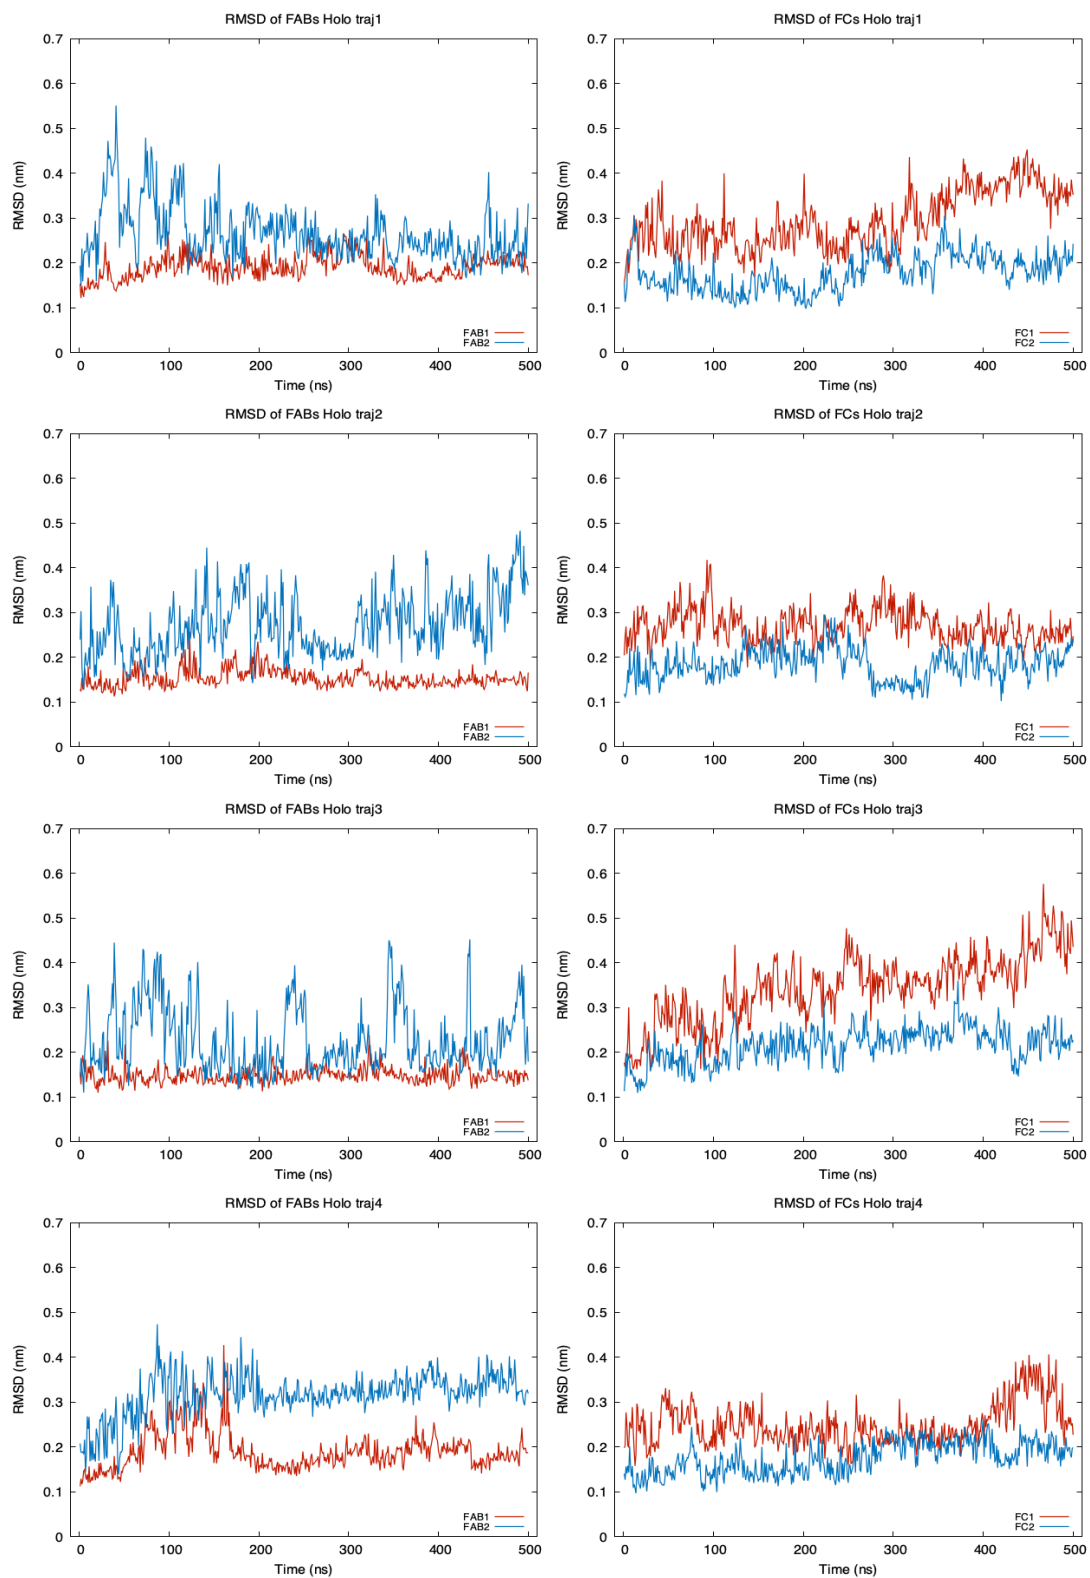 RMSD of FABs Holo traj1
0.7
0.6
0.5
0.4
0.3
0.2
0.1
0
RMSD (nm)
FAB1
FAB2
0 100 200 300 400 500
Time (ns)
RMSD of FCs Holo traj1
0.7
0.6
0.5
0.4
0.3
0.2
0.1
0
RMSD (nm)
FC1
FC2
0 100 200 300 400 500
Time (ns)
RMSD of FABs Holo traj2
0.7
0.6
0.5
0.4
0.3
0.2
0.1
0
RMSD (nm)
FAB1
FAB2
0 100 200 300 400 500
Time (ns)
RMSD of FCs Holo traj2
0.7
0.6
0.5
0.4
0.3
0.2
0.1
0
RMSD (nm)
FC1
FC2
0 100 200 300 400 500
Time (ns)
RMSD of FABs Holo traj3
0.7
0.6
0.5
0.4
0.3
0.2
0.1
0
RMSD (nm)
FAB1
FAB2
0 100 200 300 400 500
Time (ns)
RMSD of FCs Holo traj3
0.7
0.6
0.5
0.4
0.3
0.2
0.1
0
RMSD (nm)
FC1
FC2
0 100 200 300 400 500
Time (ns)
RMSD of FABs Holo traj4
0.7
0.6
0.5
0.4
0.3
0.2
0.1
0
RMSD (nm)
FAB1
FAB2
0 100 200 300 400 500
Time (ns)
RMSD of FCs Holo traj4
0.7
0.6
0.5
0.4
0.3
0.2
0.1
0
RMSD (nm)
FC1
FC2
0 100 200 300 400 500
Time (ns)